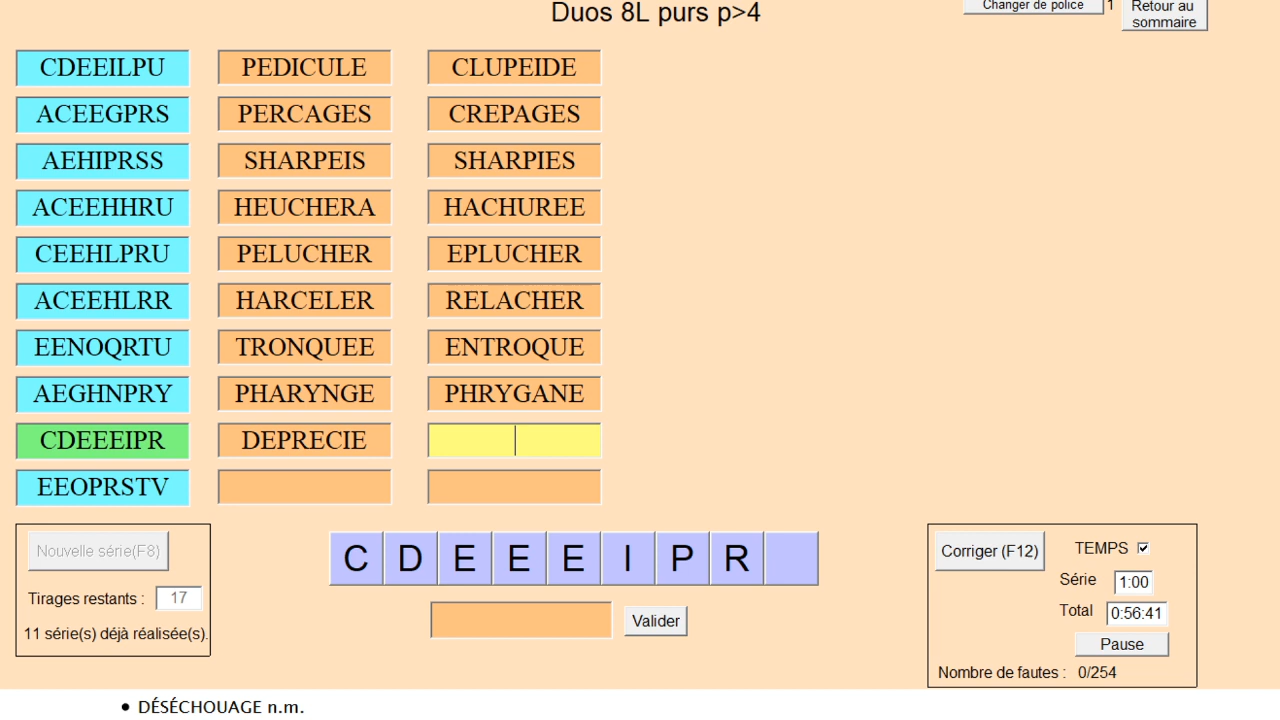 Duos 8L purs p>4
Changer de police 1 Retour au
sommaire
CDEEILPU PEDICULE CLUPEIDE
ACEEGPRS PERCAGES CREPAGES
AEHIPRSS SHARPEIS SHARPIES
ACEEHHRU HEUCHERA HACHUREE
CEEHLPRU PELUCHER EPLUCHER
ACEEHLRR HARCELER RELACHER
EENOQRTU TRONQUEE ENTROQUE
AEGHNPRY PHARYNGE PHRYGANE
CDEEEIPR DEPRECIE
EEOPRSTV
Nouvelle série(F8)
Tirages restants : 17
11 série(s) déjà réalisée(s).
C D E E E I P R
Valider
Corriger (F12) TEMPS
Série 1:00
Total 0:56:41
Pause
Nombre de fautes : 0/254
• DÉSÉCHOUAGE n.m.